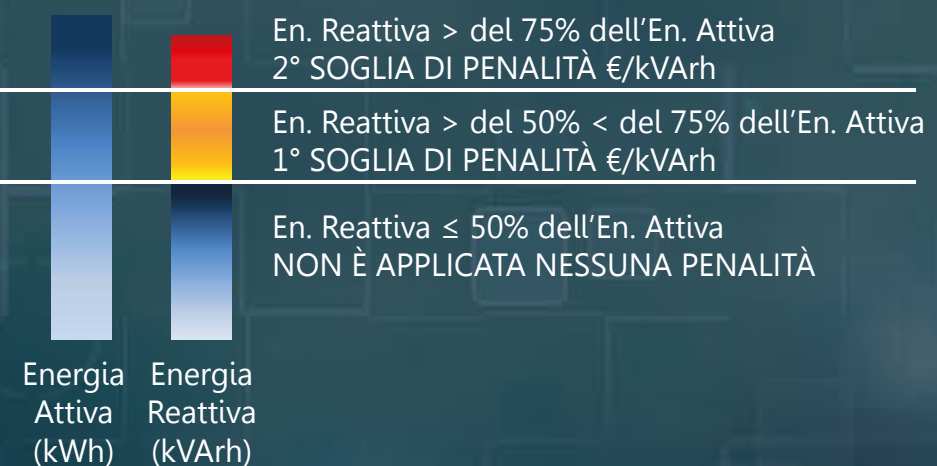 En. Reattiva > del 75% dell'En. Attiva
2° SOGLIA DI PENALITÀ €/kVArh
En. Reattiva > del 50% < del 75% dell'En. Attiva
1° SOGLIA DI PENALITÀ €/kVArh
En. Reattiva ≤ 50% dell'En. Attiva
NON È APPLICATA NESSUNA PENALITÀ
Energia
Attiva
(kWh)
Energia
Reattiva
(kVArh)